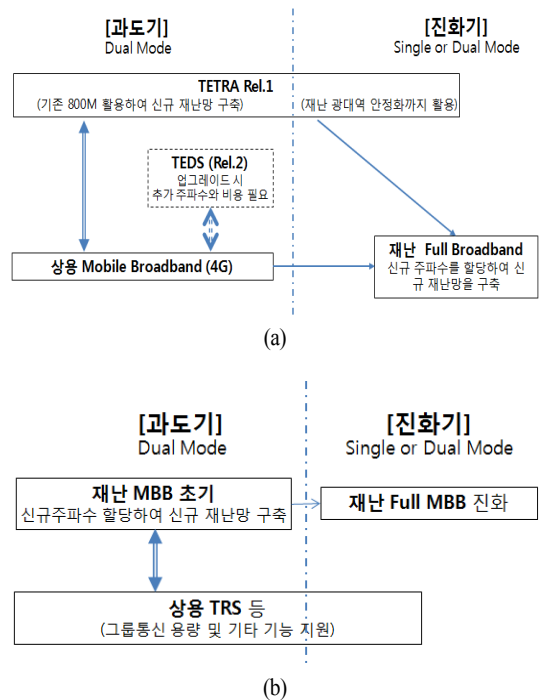 [과도기]
Dual Mode
[진화기]
Single or Dual Mode
TETRA Rel.1
(기존 800M 활용하여 신규 재난망 구축)
(재난 광대역 안정화까지 활용)
TEDS (Rel.2)
업그레이드 시
추가 주파수와 비용 필요
상용 Mobile Broadband (4G)
재난 Full Broadband
신규 주파수를 할당하여 신
규 재난망을 구축
(a)
[과도기]
Dual Mode
[진화기]
Single or Dual Mode
재난 MBB 초기
신규주파수 할당하여 신규 재난망 구축
재난 Full MBB 진화
상용 TRS 등
(그룹통신 용량 및 기타 기능 지원)
(b)